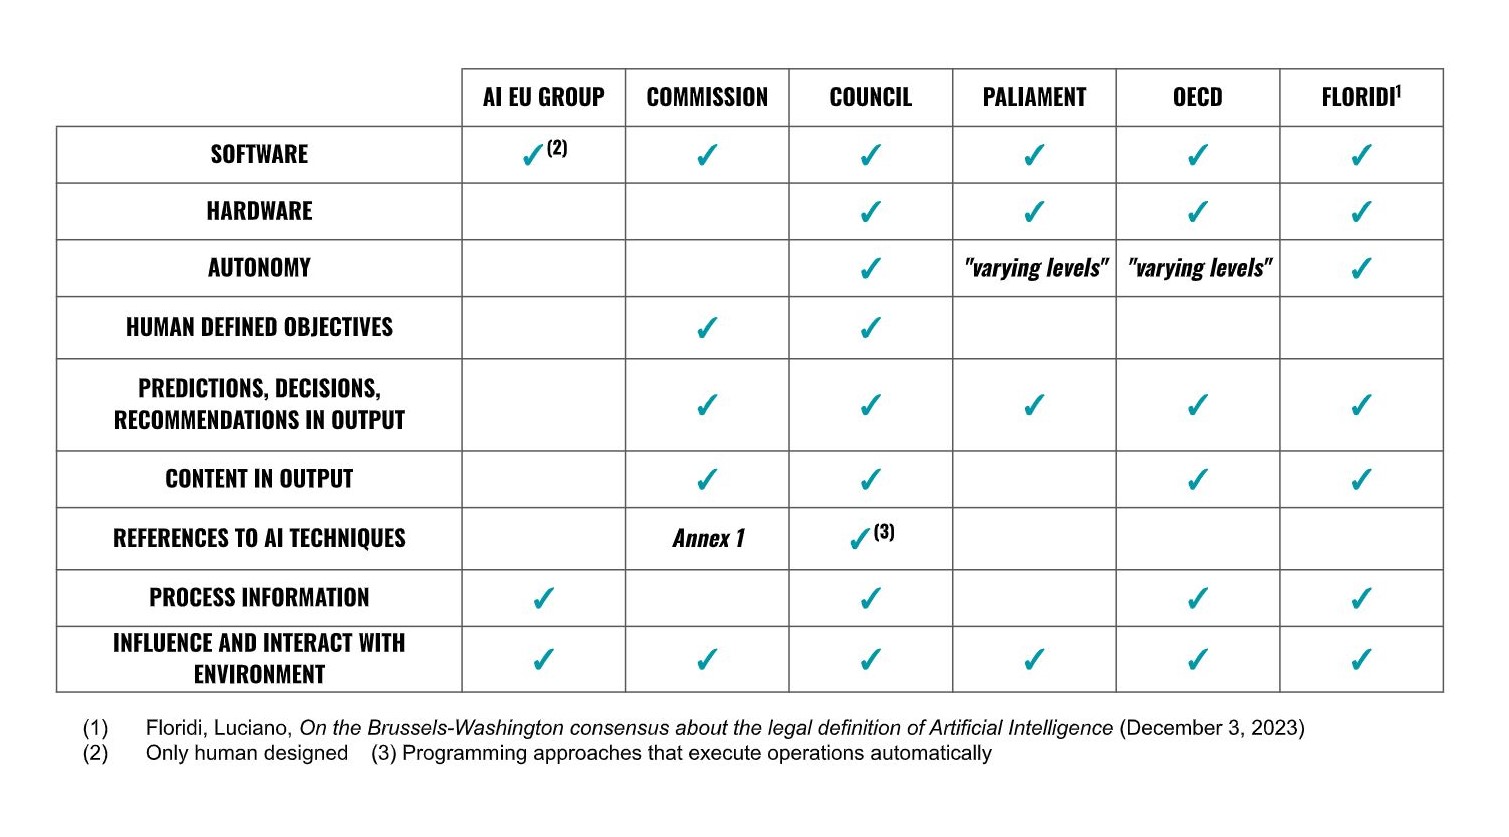 AI EU GROUP COMMISSION COUNCIL PALIAMENT OECD FLORIDI¹
SOFTWARE ✓(2) ✓ ✓ ✓ ✓ ✓
HARDWARE ✓ ✓ ✓ ✓
AUTONOMY ✓ "varying levels" "varying levels" ✓
HUMAN DEFINED OBJECTIVES ✓ ✓
PREDICTIONS, DECISIONS,
RECOMMENDATIONS IN OUTPUT ✓ ✓ ✓ ✓ ✓
CONTENT IN OUTPUT ✓ ✓ ✓ ✓
REFERENCES TO AI TECHNIQUES Annex 1 ✓(3)
PROCESS INFORMATION ✓ ✓ ✓ ✓
INFLUENCE AND INTERACT WITH
ENVIRONMENT ✓ ✓ ✓ ✓ ✓ ✓
(1) Floridi, Luciano, On the Brussels-Washington consensus about the legal definition of Artificial Intelligence (December 3, 2023)
(2) Only human designed (3) Programming approaches that execute operations automatically